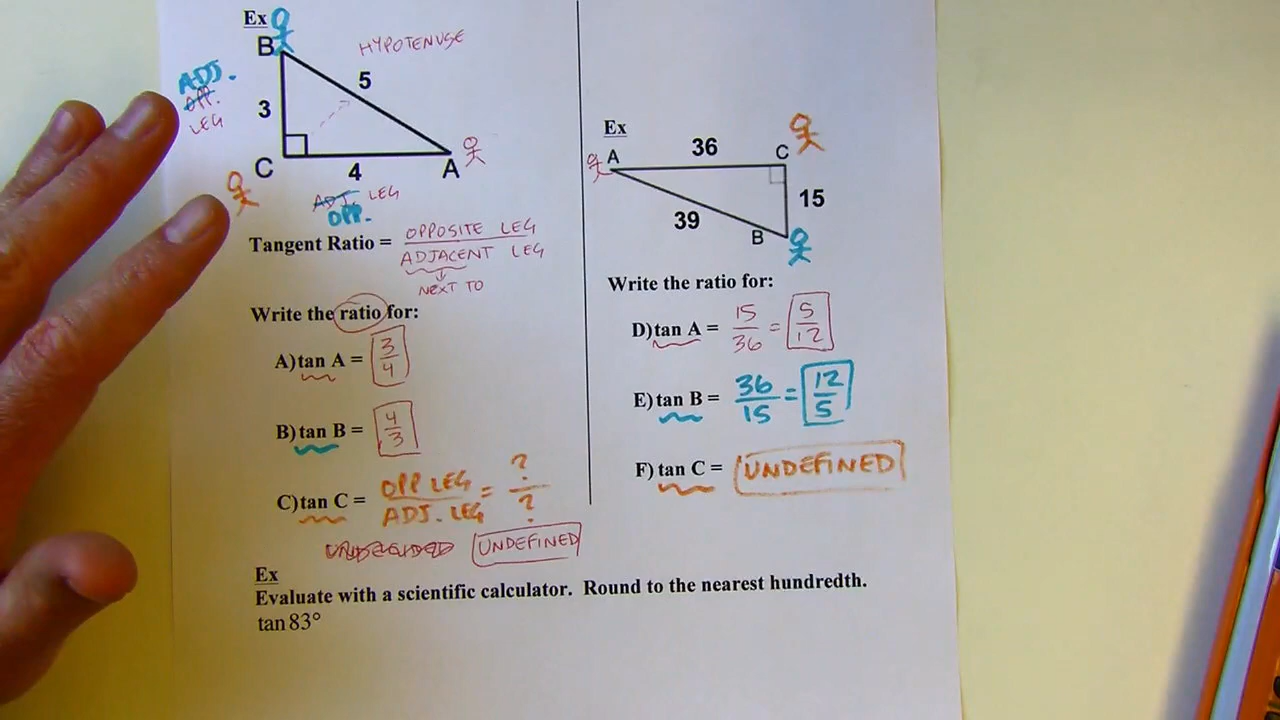 Ex
B
HYPOTENUSE
ADJ.
OPP.
LEG
3
5
C
4
A
ADJ. LEG
OPP.
Tangent Ratio = OPPOSITE LEG
ADJACENT LEG
NEXT TO
Write the ratio for:
A) tan A = 3/4
B) tan B = 4/3
C) tan C = OPP LEG / ADJ. LEG = ? / ?
UNDEFINED
Ex
A
36
C
15
39
B
Write the ratio for:
D) tan A = 15/36 = 5/12
E) tan B = 36/15 = 12/5
F) tan C = UNDEFINED
Ex
Evaluate with a scientific calculator. Round to the nearest hundredth.
tan 83°